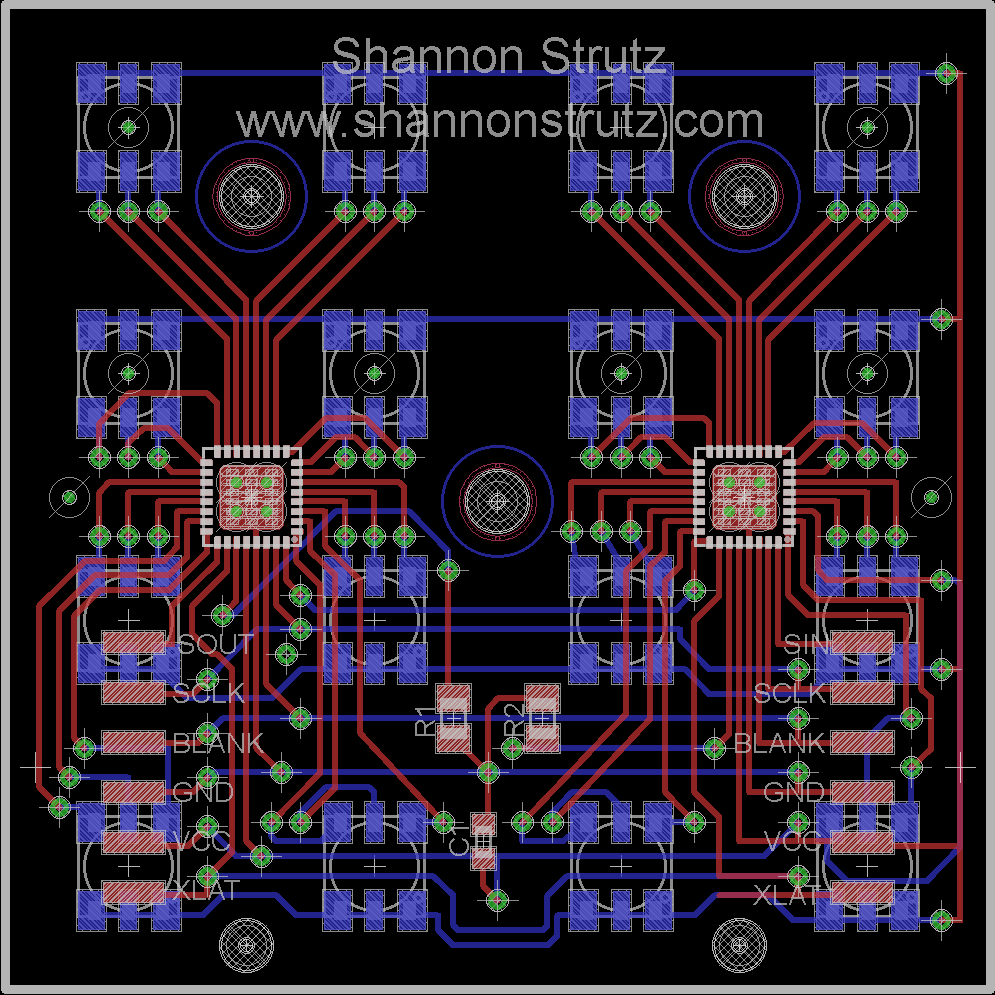 Shannon Strutz
www.shannonstrutz.com
SOUT
SIN
SCLK
SCLK
R1
R2
BLANK
BLANK
GND
GND
VCC
C1
VCC
XLAT
XLAT